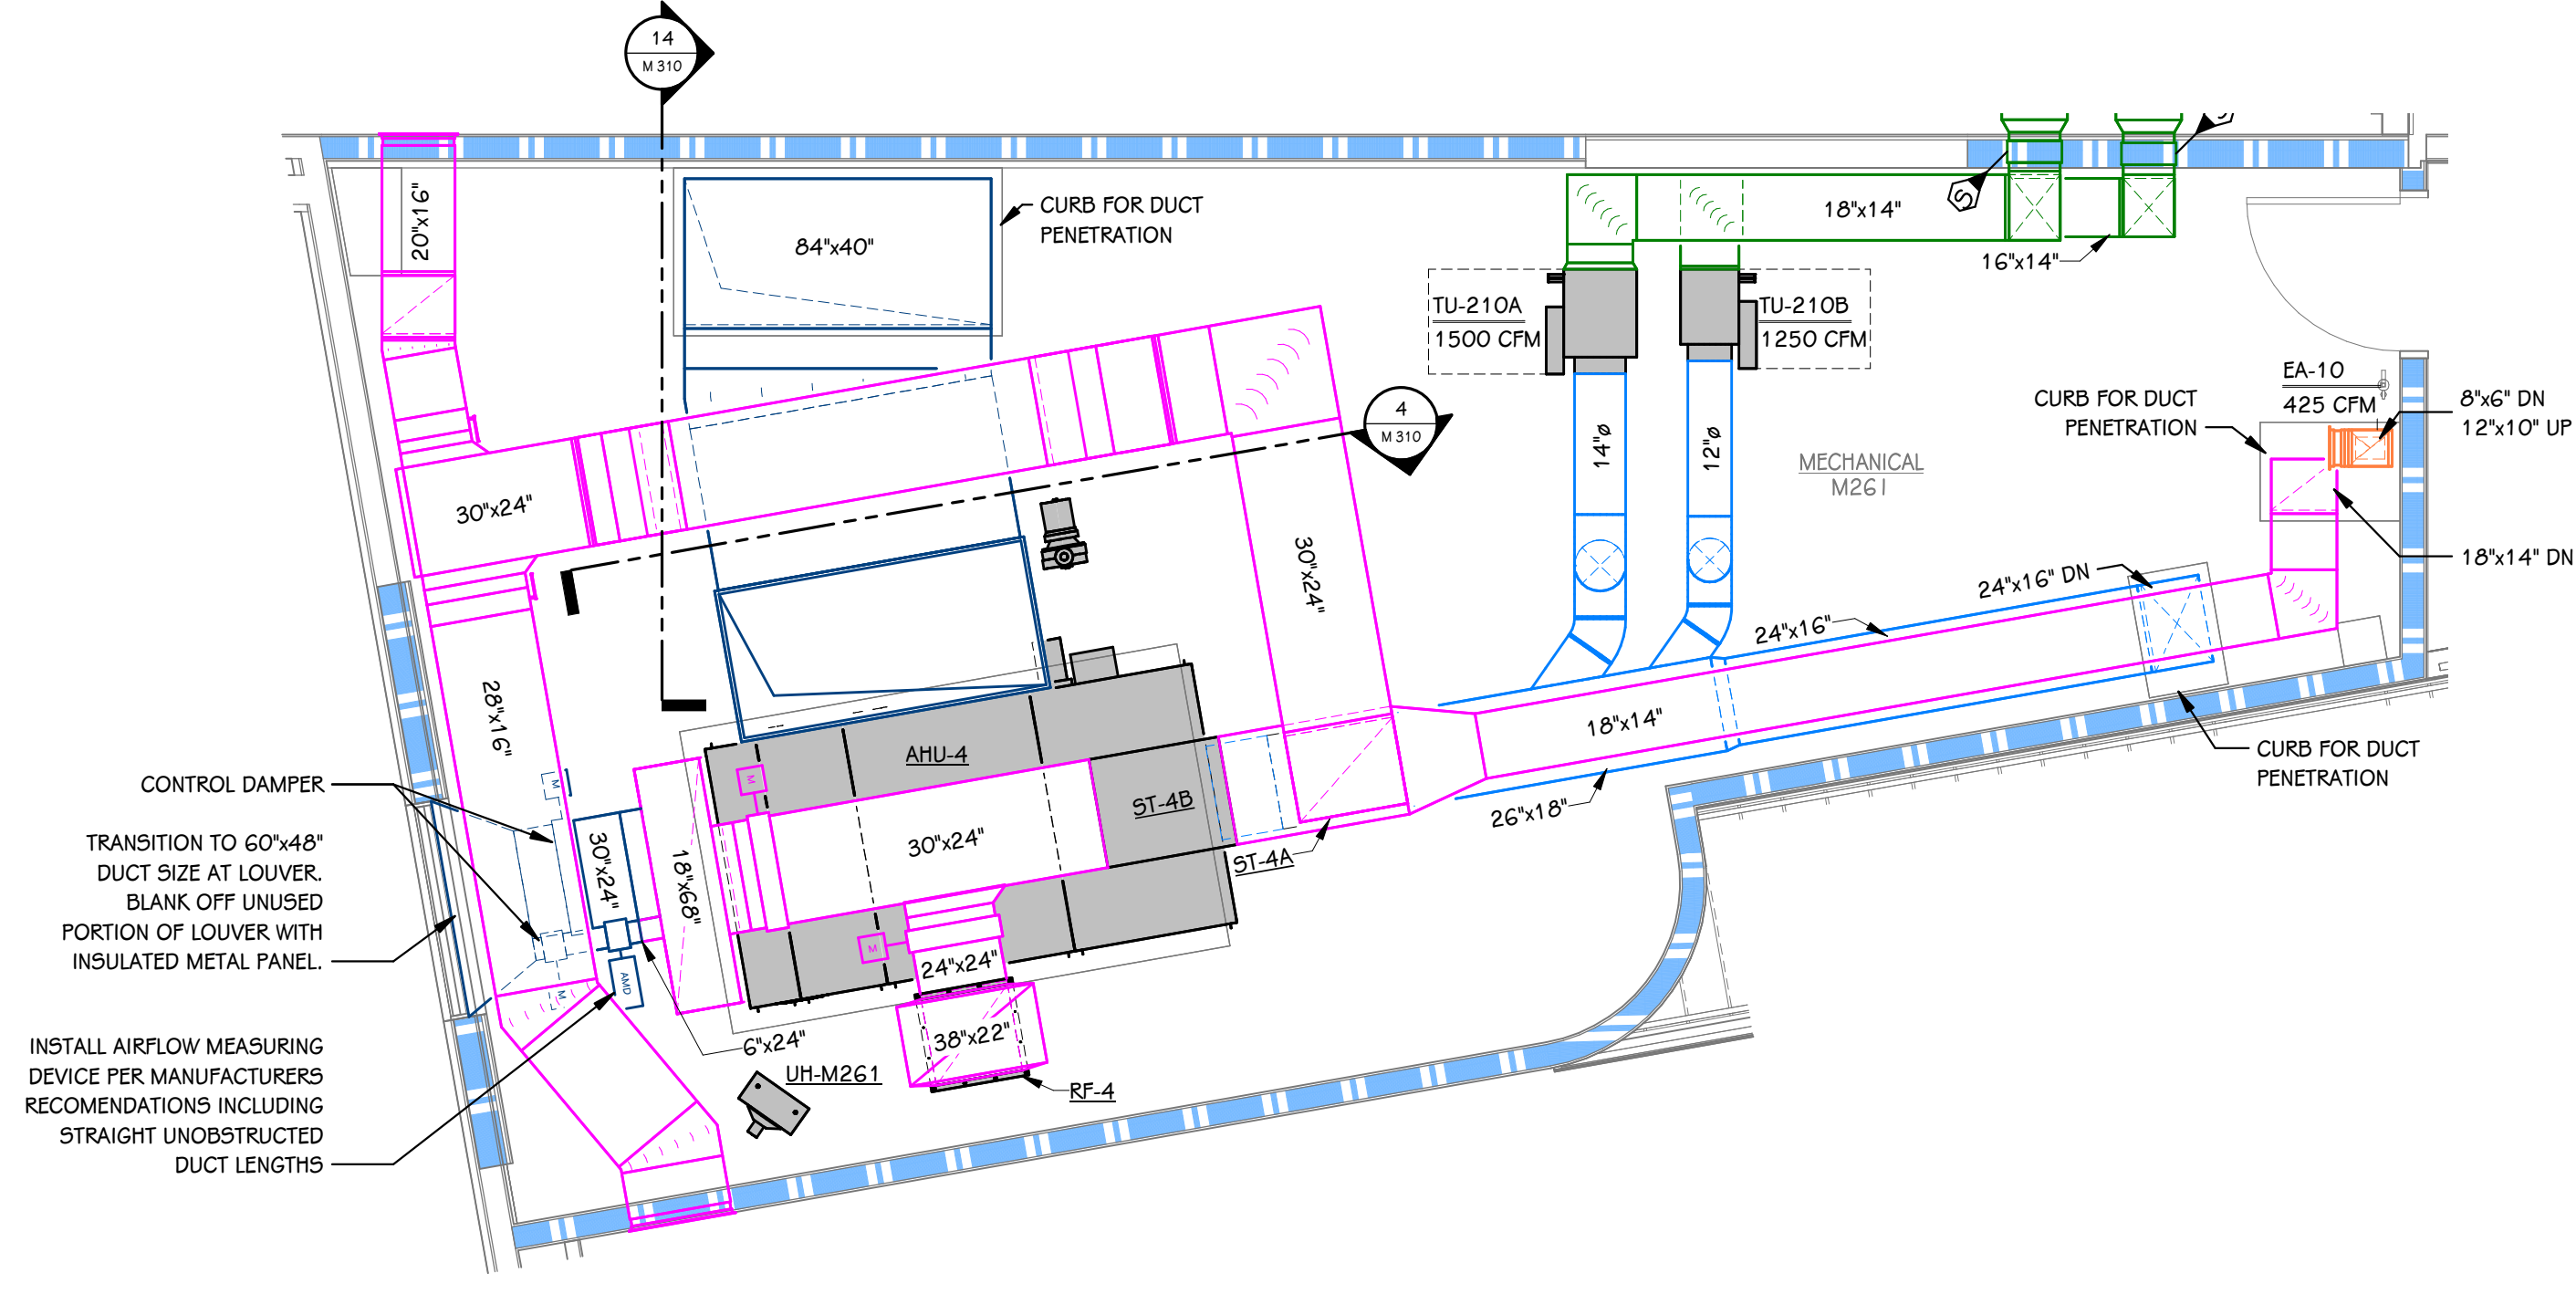 14
M 310
20"x16"
84"x40"
CURB FOR DUCT
PENETRATION
18"x14"
S
16"x14"
TU-210A
1500 CFM
TU-210B
1250 CFM
EA-10
425 CFM
CURB FOR DUCT
PENETRATION
8"x6" DN
12"x10" UP
4
M 310
14"ø
12"ø
MECHANICAL
M261
30"x24"
30"x24"
18"x14" DN
24"x16" DN
24"x16"
28"x16"
18"x14"
CURB FOR DUCT
PENETRATION
AHU-4
M
M
CONTROL DAMPER
ST-4B
26"x18"
TRANSITION TO 60"x48"
DUCT SIZE AT LOUVER.
BLANK OFF UNUSED
PORTION OF LOUVER WITH
INSULATED METAL PANEL.
30"x24"
18"x68"
30"x24"
ST-4A
M
24"x24"
AMD
M
38"x22"
6"x24"
INSTALL AIRFLOW MEASURING
DEVICE PER MANUFACTURERS
RECOMENDATIONS INCLUDING
STRAIGHT UNOBSTRUCTED
DUCT LENGTHS
UH-M261
RF-4